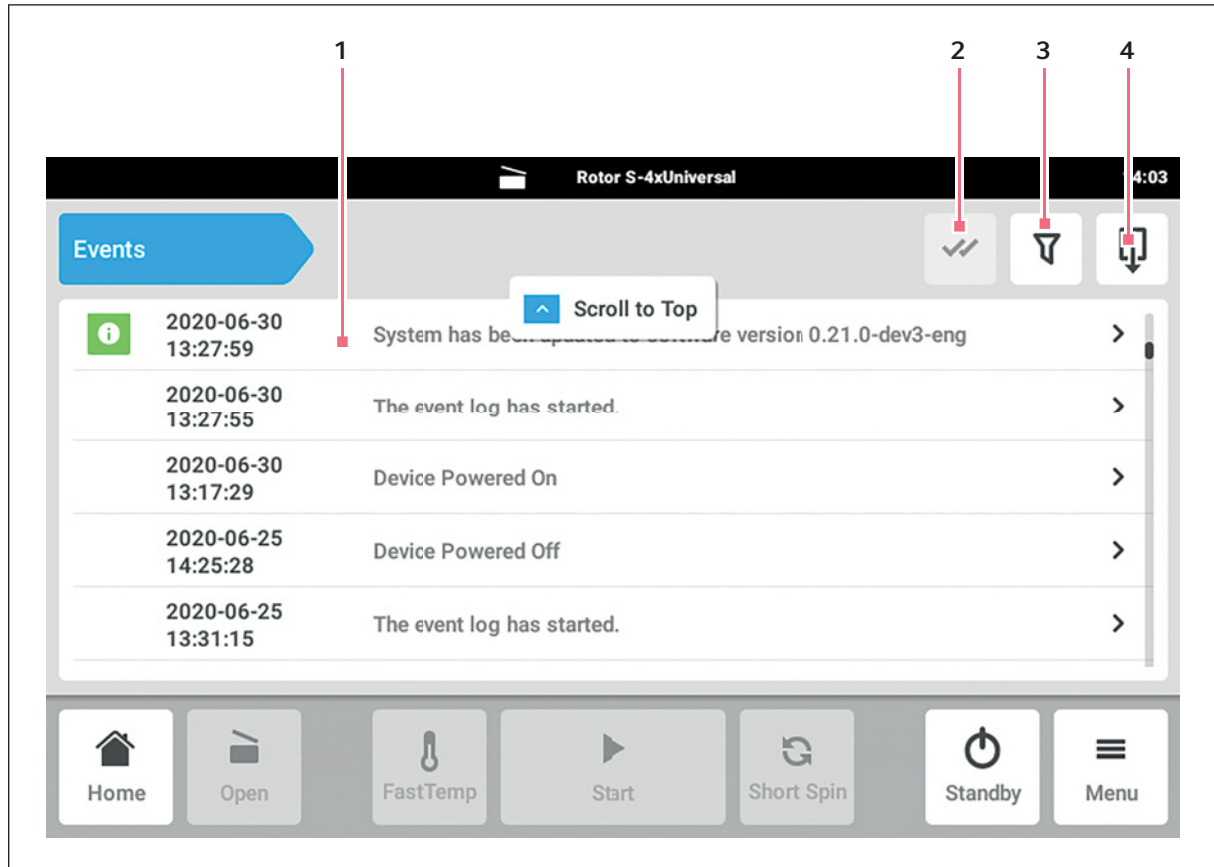 1 2 3 4
Rotor S-4xUniversal 4:03
Events
Scroll to Top
2020-06-30
13:27:59
System has been updated to software version 0.21.0-dev3-eng
2020-06-30
13:27:55
The event log has started.
2020-06-30
13:17:29
Device Powered On
2020-06-25
14:25:28
Device Powered Off
2020-06-25
13:31:15
The event log has started.
Home Open FastTemp Start Short Spin Standby Menu